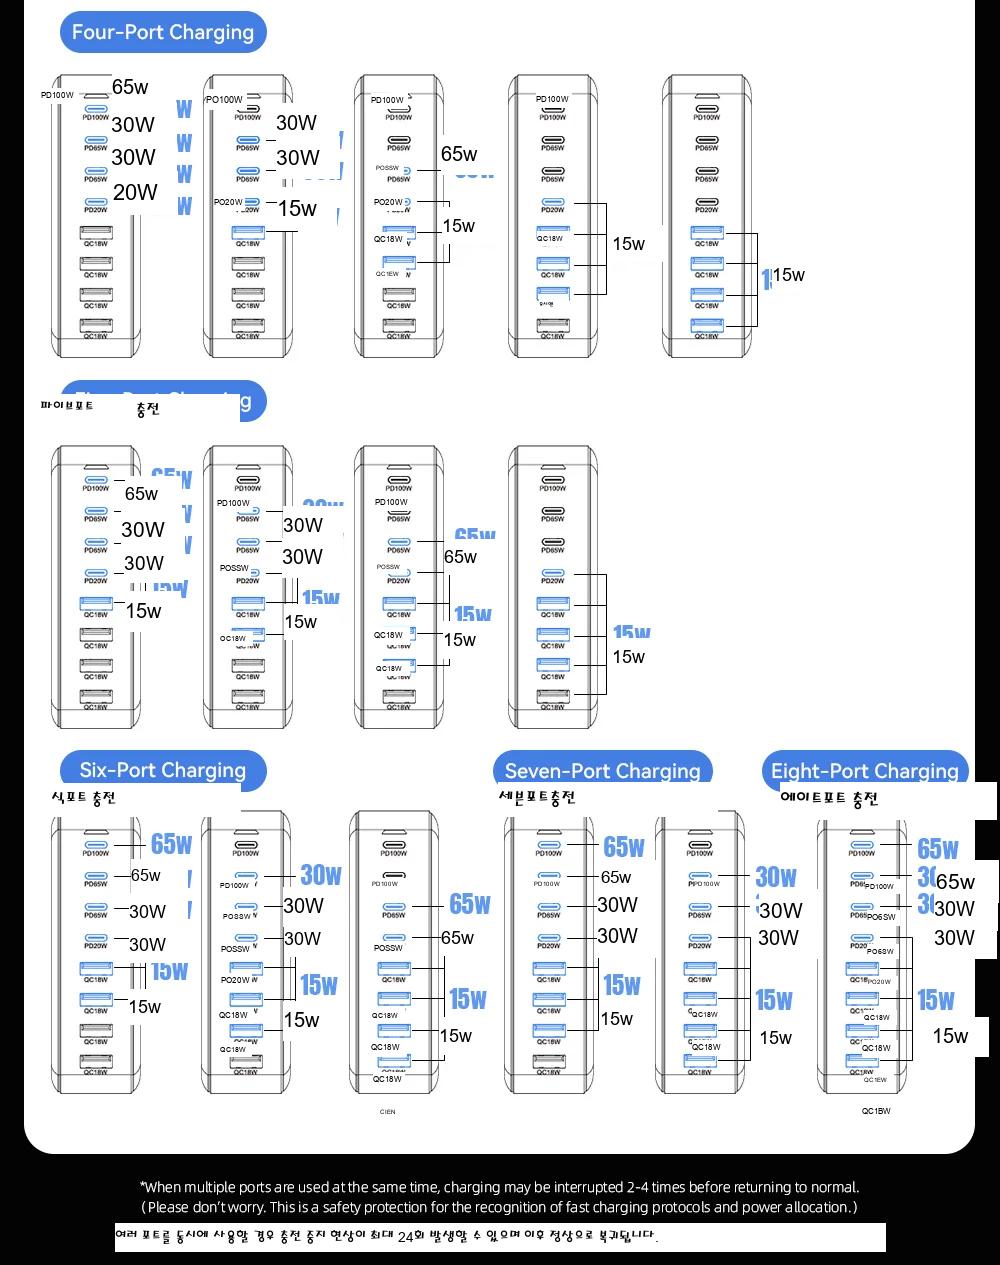 Four-Port Charging
PD100W 65w
PD100W
30W
PD65W
30W
PD65W
20W
PD20W
QC18W
QC18W
QC18W
QC18W
PO100W
PD100W
30W
PD65W
30W
PD65W
PO20W 15w
QC18W
QC18W
QC18W
QC18W
PD100W
PD100W
PD65W
65w
POSSW
PD65W
PO20W
PD20W
15w
QC18W
QC1EW
QC18W
QC18W
PD100W
PD100W
PD65W
PD65W
PD20W
QC18W
15w
QC18W
QC18W
PD100W
PD65W
PD65W
PD20W
QC18W
QC18W
15w
QC18W
QC18W
파이브포트 충전
PD100W
65w
PD65W
30W
PD65W
30W
PD20W
15w
QC18W
QC18W
QC18W
QC18W
PD100W
PD100W
30W
PD65W
30W
PD65W
POSSW
PD20W
15w
QC18W
15w
OC18W
QC18W
QC18W
PD100W
PD100W
PD65W
65w
PD65W
65w
POSSW
PD20W
15w
QC18W
QC18W
15w
QC18W
QC18W
PD100W
PD65W
PD65W
PD20W
QC18W
15w
QC18W
15w
QC18W
QC18W
Six-Port Charging
식포트 충전
65w
PD100W
65w
PD65W
30W
PD65W
30W
PD20W
15w
QC18W
15w
QC18W
QC18W
QC18W
PD100W
30w
PD100W
30W
POSSW
30W
POSSW
PO20W
15w
QC18W
15w
QC18W
QC18W
PD100W
PD100W
65w
PD65W
65w
POSSW
QC18W
15w
QC18W
15w
QC18W
QC18W
CIEN
Seven-Port Charging
세븐포트충전
65w
PD100W
65w
PD100W
30W
PD65W
30W
PD20W
QC18W
15w
QC18W
15w
QC18W
QC18W
PD100W
30w
PD100W
30W
PD65W
30W
PD20W
QC18W
15w
QC18W
15w
QC18W
QC18W
Eight-Port Charging
에이트포트 충전
65w
PD100W
65w
PD100W
30W
PO6SW
30W
PO6SW
PO20W
15w
QC18W
15w
QC18W
QC1EW
QC1BW
*When multiple ports are used at the same time, charging may be interrupted 2-4 times before returning to normal.
(Please don't worry. This is a safety protection for the recognition of fast charging protocols and power allocation.)
여러 포트를 동시에 사용할 경우 충전 중지 현상이 최대 24회 발생할 수 있으며 이후 정상으로 복귀됩니다.